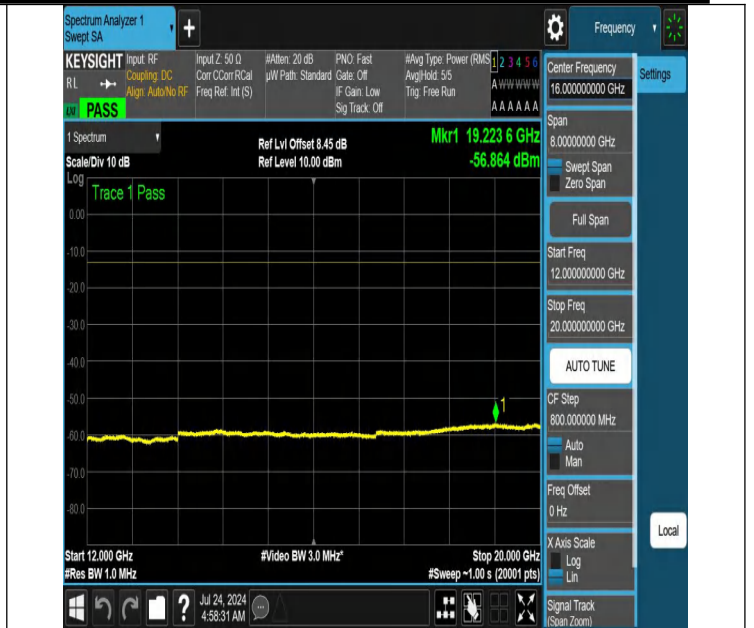 Spectrum Analyzer 1
Swept SA
+
Frequency
KEYSIGHT
RL
PASS
Input: RF
Coupling: DC
Align: Auto/No RF
Input Z: 50 Ω
Corr CCorr RCal
Freq Ref: Int (S)
#Atten: 20 dB
µW Path: Standard
PNO: Fast
Gate: Off
IF Gain: Low
Sig Track: Off
#Avg Type: Power (RMS
Avg|Hold: 5/5
Trig: Free Run
1 2 3 4 5 6
A W W W W W
A A A A A A
Center Frequency
16.000000000 GHz
Settings
1 Spectrum
Scale/Div 10 dB
Ref Lvl Offset 8.45 dB
Ref Level 10.00 dBm
Mkr1 19.223 6 GHz
-56.864 dBm
Log
Trace 1 Pass
0.00
-10.0
-20.0
-30.0
-40.0
-50.0
-60.0
-70.0
-80.0
1
Start 12.000 GHz
#Res BW 1.0 MHz
#Video BW 3.0 MHz*
Stop 20.000 GHz
#Sweep ~1.00 s (20001 pts)
Span
8.00000000 GHz
Swept Span
Zero Span
Full Span
Start Freq
12.000000000 GHz
Stop Freq
20.000000000 GHz
AUTO TUNE
CF Step
800.000000 MHz
Auto
Man
Freq Offset
0 Hz
X Axis Scale
Log
Lin
Local
Signal Track
(Span Zoom)
?
Jul 24, 2024
4:58:31 AM